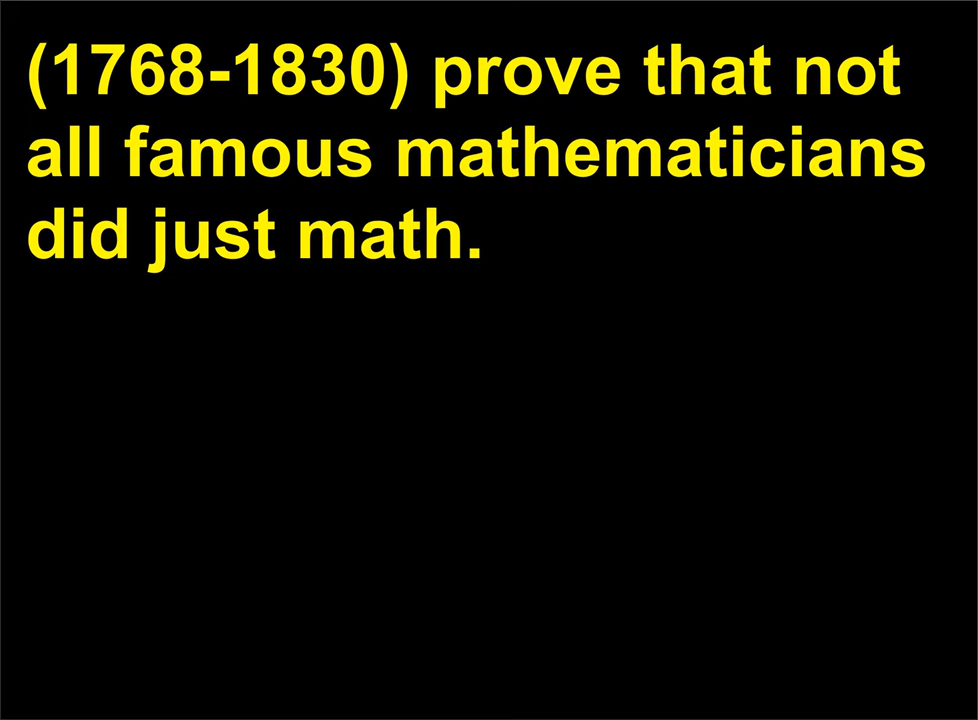 (1768-1830) prove that not
all famous mathematicians
did just math.